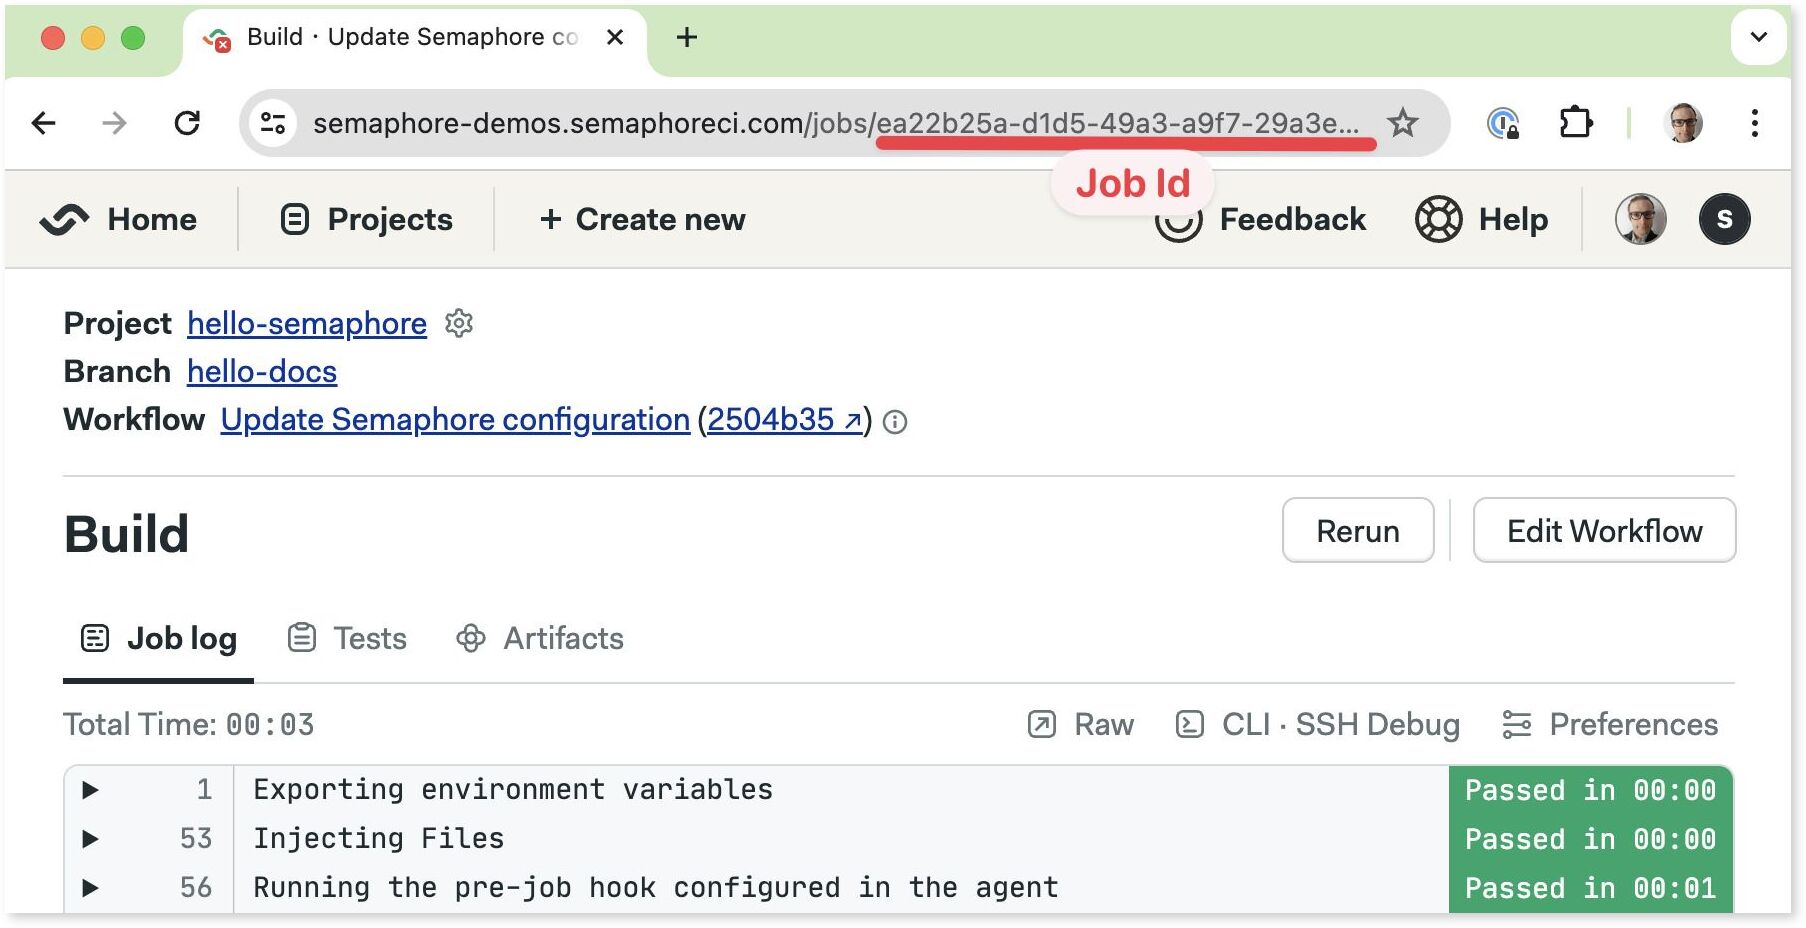 Build · Update Semaphore co
semaphore-demos.semaphoreci.com/jobs/ea22b25a-d1d5-49a3-a9f7-29a3e...
Job Id
Home Projects + Create new Feedback Help S
Project hello-semaphore
Branch hello-docs
Workflow Update Semaphore configuration (2504b35 ↗)
Build Rerun Edit Workflow
Job log Tests Artifacts
Total Time: 00:03 Raw CLI · SSH Debug Preferences
1 Exporting environment variables Passed in 00:00
53 Injecting Files Passed in 00:00
56 Running the pre-job hook configured in the agent Passed in 00:01